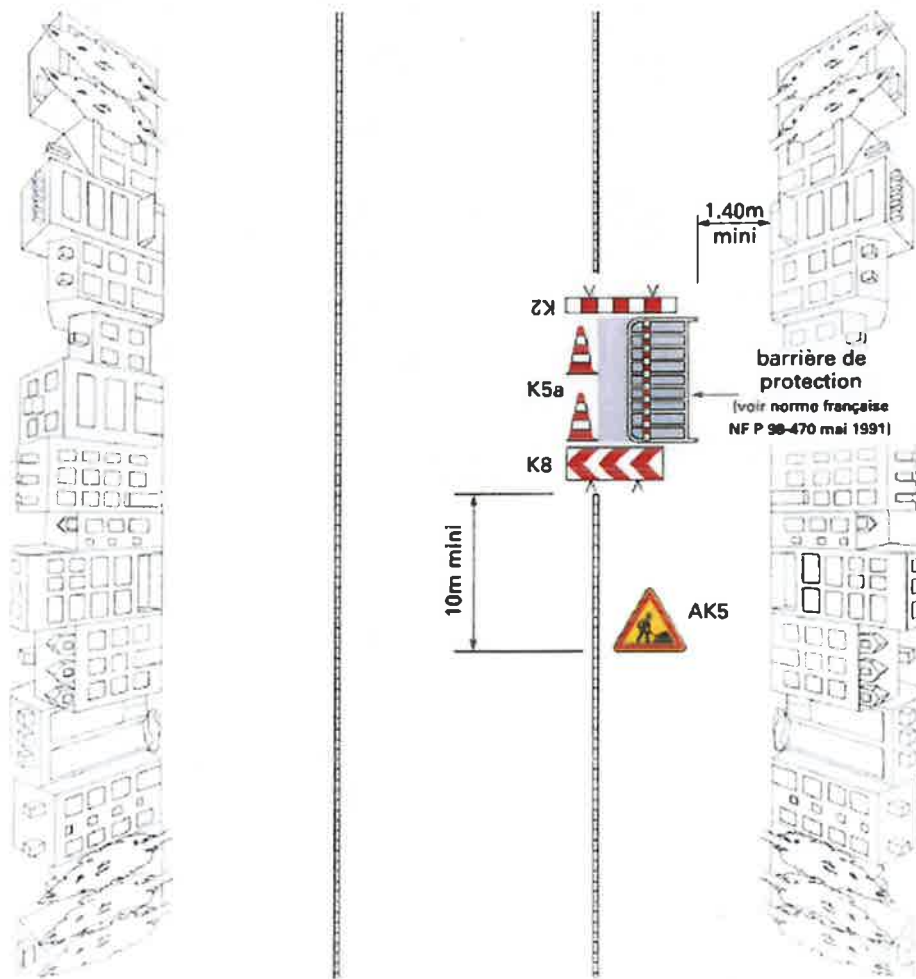 1.40m
mini
K2
K5a
barrière de
protection
(voir norme française
NF P 98-470 mai 1991)
K8
10m mini
AK5